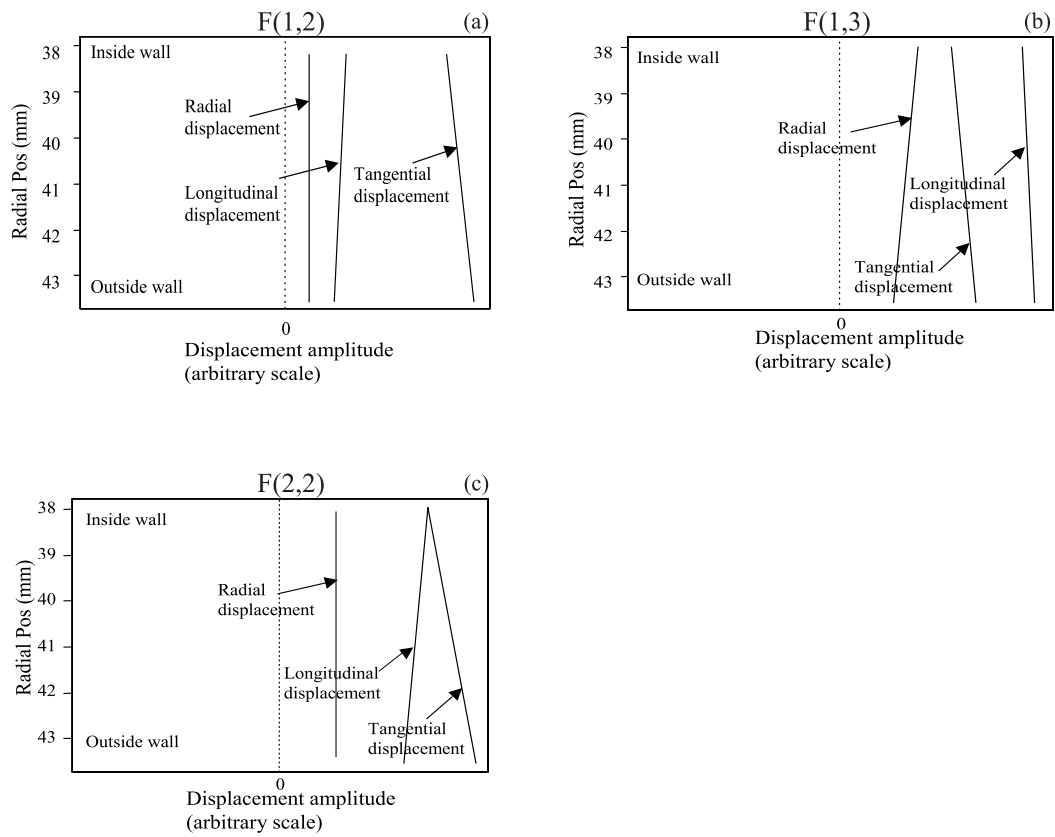 F(1,2)
(a)
38
39
40
41
42
43
Radial Pos (mm)
Inside wall
Radial
displacement
Longitudinal
displacement
Tangential
displacement
Outside wall
0
Displacement amplitude
(arbitrary scale)
F(1,3)
(b)
38
39
40
41
42
43
Radial Pos (mm)
Inside wall
Radial
displacement
Longitudinal
displacement
Tangential
displacement
Outside wall
0
Displacement amplitude
(arbitrary scale)
F(2,2)
(c)
38
39
40
41
42
43
Radial Pos (mm)
Inside wall
Radial
displacement
Longitudinal
displacement
Tangential
displacement
Outside wall
0
Displacement amplitude
(arbitrary scale)